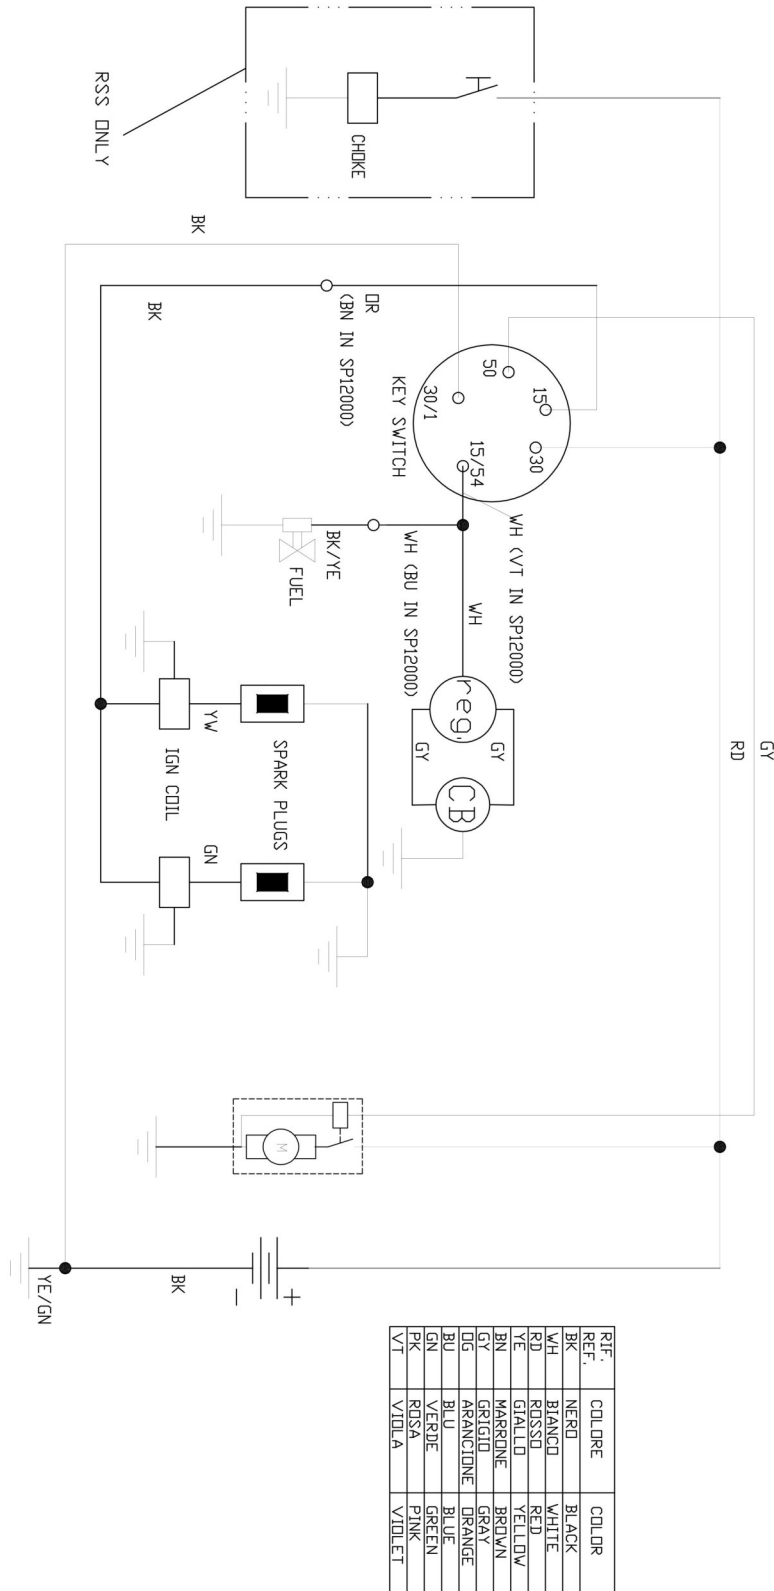 RSS ONLY
CHOKE
BK
BK
OR
(BN IN SP12000)
KEY SWITCH
30/1
50
15
30
15/54
WH (VT IN SP12000)
WH (BU IN SP12000)
WH
BK/YE
FUEL
reg.
GY
GY
CB
GY
RD
IGN COIL
YW
GN
SPARK PLUGS
M
BK
- +
YE/GN
RIF. REF. COLORE COLOR
BK NERO BLACK
WH BIANCO WHITE
RD ROSSO RED
YE GIALLO YELLOW
BN MARRONE BROWN
GY GRIGIO GRAY
OG ARANCIONE ORANGE
BU BLU BLUE
GN VERDE GREEN
PK ROSA PINK
VT VIOLA VIOLET